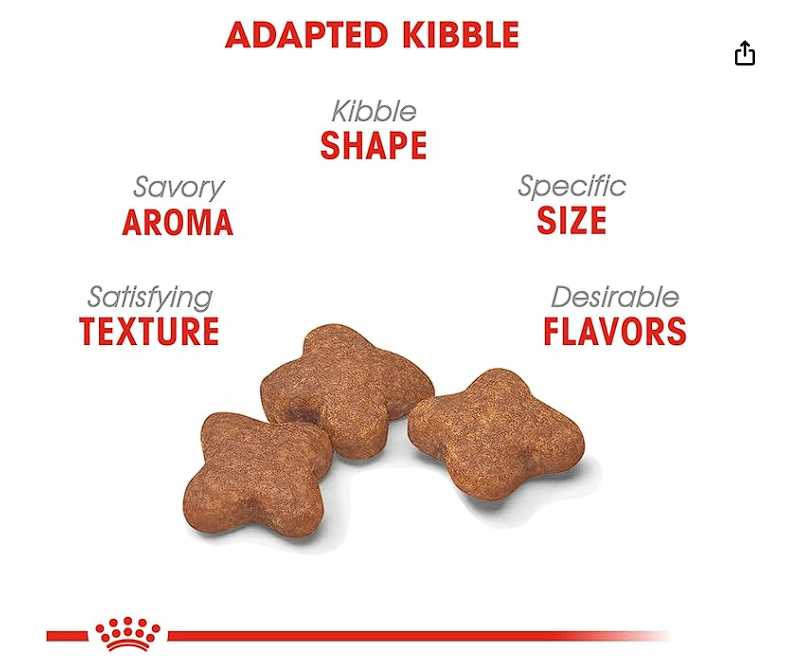 ADAPTED KIBBLE
Kibble
SHAPE
Savory
AROMA
Specific
SIZE
Satisfying
TEXTURE
Desirable
FLAVORS